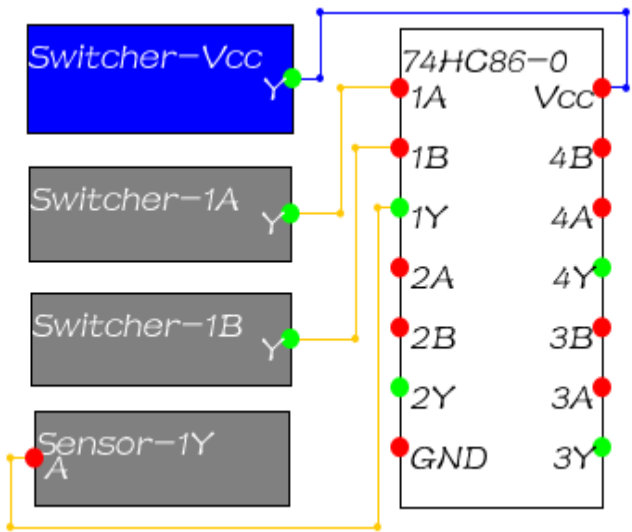 Switcher-Vcc
Y
Switcher-1A
Y
Switcher-1B
Y
Sensor-1Y
A
74HC86-0
1A
Vcc
1B
4B
1Y
4A
2A
4Y
2B
3B
2Y
3A
GND
3Y